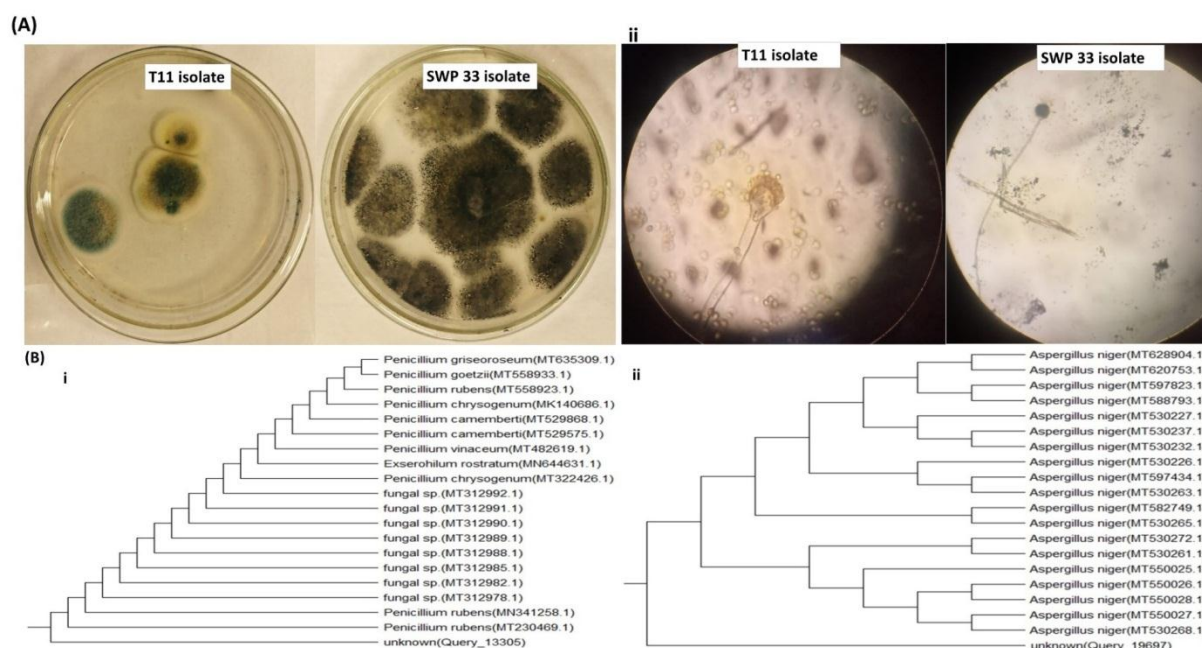 (A)
T11 isolate
SWP 33 isolate
ii
T11 isolate
SWP 33 isolate
(B)
i
Penicillium griseoroseum(MT635309.1)
Penicillium goetzii(MT558933.1)
Penicillium rubens(MT558923.1)
Penicillium chrysogenum(MK140686.1)
Penicillium camemberti(MT529868.1)
Penicillium camemberti(MT529575.1)
Penicillium vinaceum(MT482619.1)
Exserohilum rostratum(MN644631.1)
Penicillium chrysogenum(MT322426.1)
fungal sp.(MT312992.1)
fungal sp.(MT312991.1)
fungal sp.(MT312990.1)
fungal sp.(MT312989.1)
fungal sp.(MT312988.1)
fungal sp.(MT312985.1)
fungal sp.(MT312982.1)
fungal sp.(MT312978.1)
Penicillium rubens(MN341258.1)
Penicillium rubens(MT230469.1)
unknown(Query_13305)
ii
Aspergillus niger(MT628904.1
Aspergillus niger(MT620753.1
Aspergillus niger(MT597823.1
Aspergillus niger(MT588793.1
Aspergillus niger(MT530227.1
Aspergillus niger(MT530237.1
Aspergillus niger(MT530232.1
Aspergillus niger(MT530226.1
Aspergillus niger(MT597434.1
Aspergillus niger(MT530263.1
Aspergillus niger(MT582749.1
Aspergillus niger(MT530265.1
Aspergillus niger(MT530272.1
Aspergillus niger(MT530261.1
Aspergillus niger(MT550025.1
Aspergillus niger(MT550026.1
Aspergillus niger(MT550028.1
Aspergillus niger(MT550027.1
Aspergillus niger(MT530268.1
unknown(Query_19697)